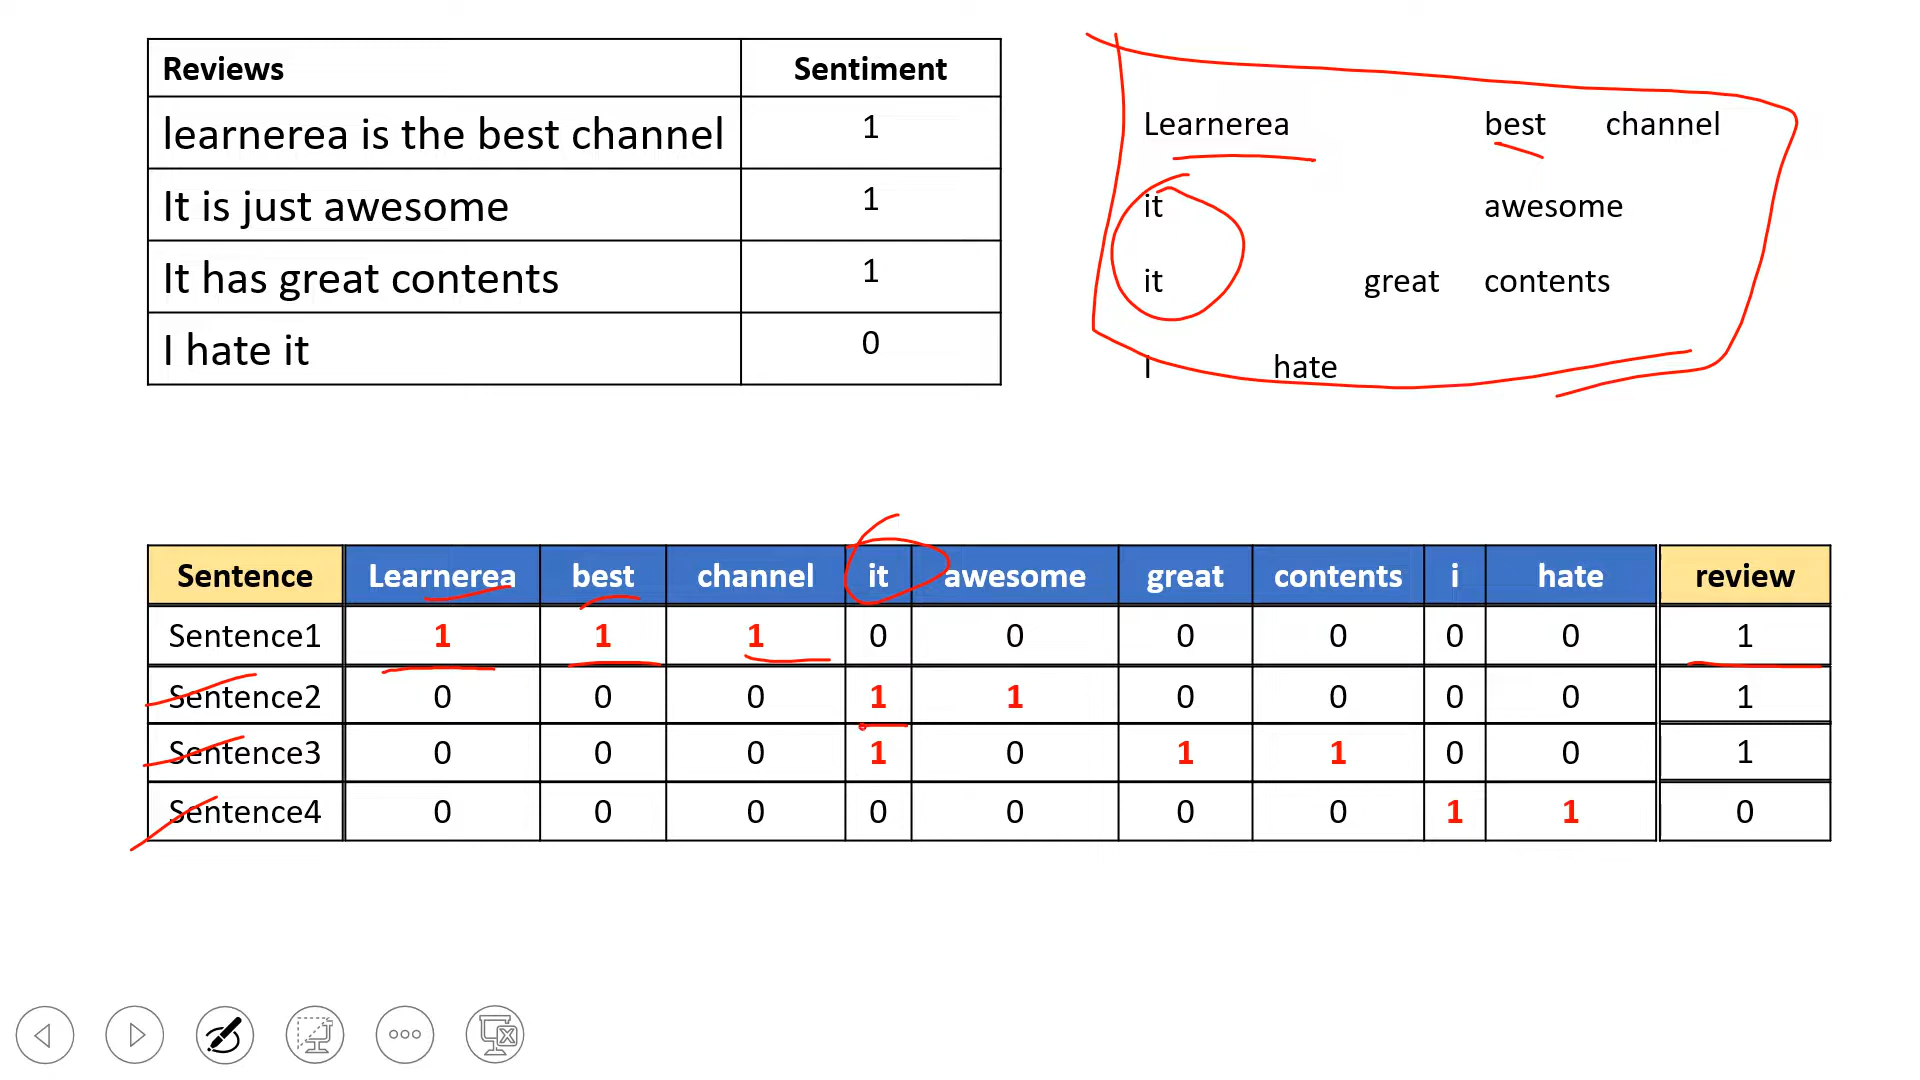 Reviews Sentiment
learnerea is the best channel 1
It is just awesome 1
It has great contents 1
I hate it 0
Learnerea best channel
it awesome
it great contents
I hate
Sentence Learnerea best channel it awesome great contents i hate review
Sentence1 1 1 1 0 0 0 0 0 0 1
Sentence2 0 0 0 1 1 0 0 0 0 1
Sentence3 0 0 0 1 0 1 1 0 0 1
Sentence4 0 0 0 0 0 0 0 1 1 0